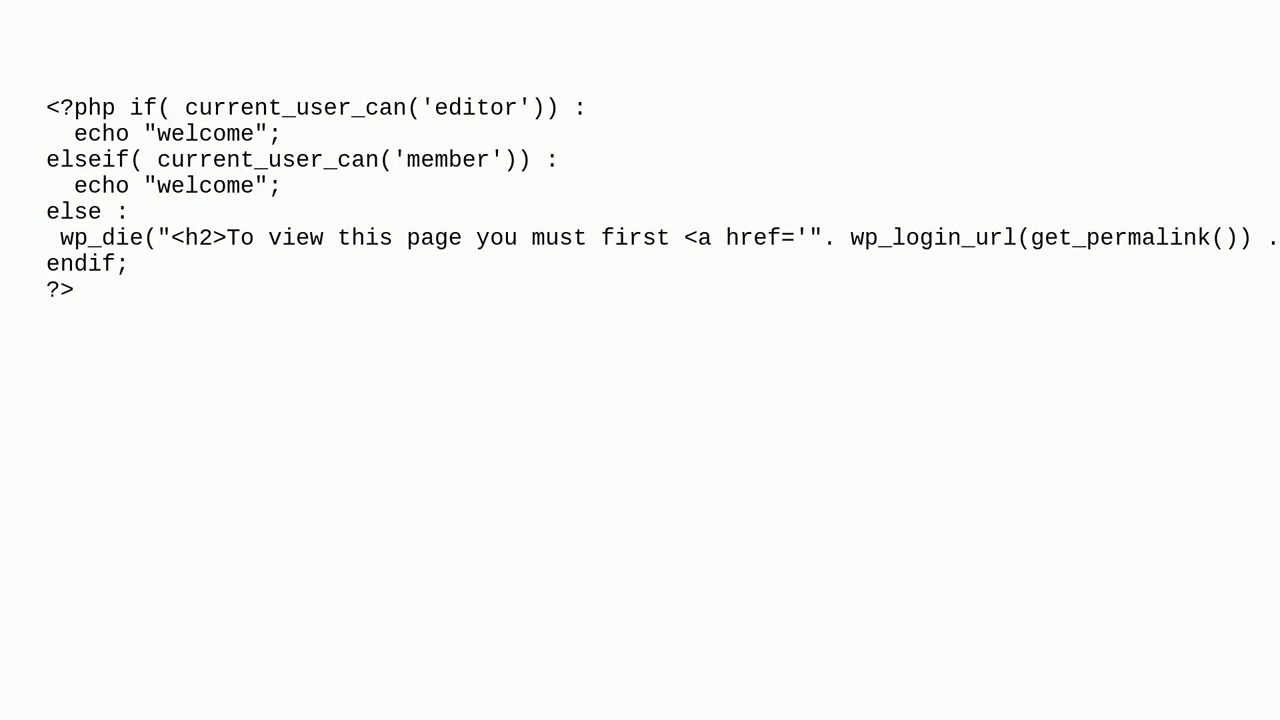 <?php if( current_user_can('editor')) :
  echo "welcome";
elseif( current_user_can('member')) :
  echo "welcome";
else :
 wp_die("<h2>To view this page you must first <a href='". wp_login_url(get_permalink()) .
endif;
?>